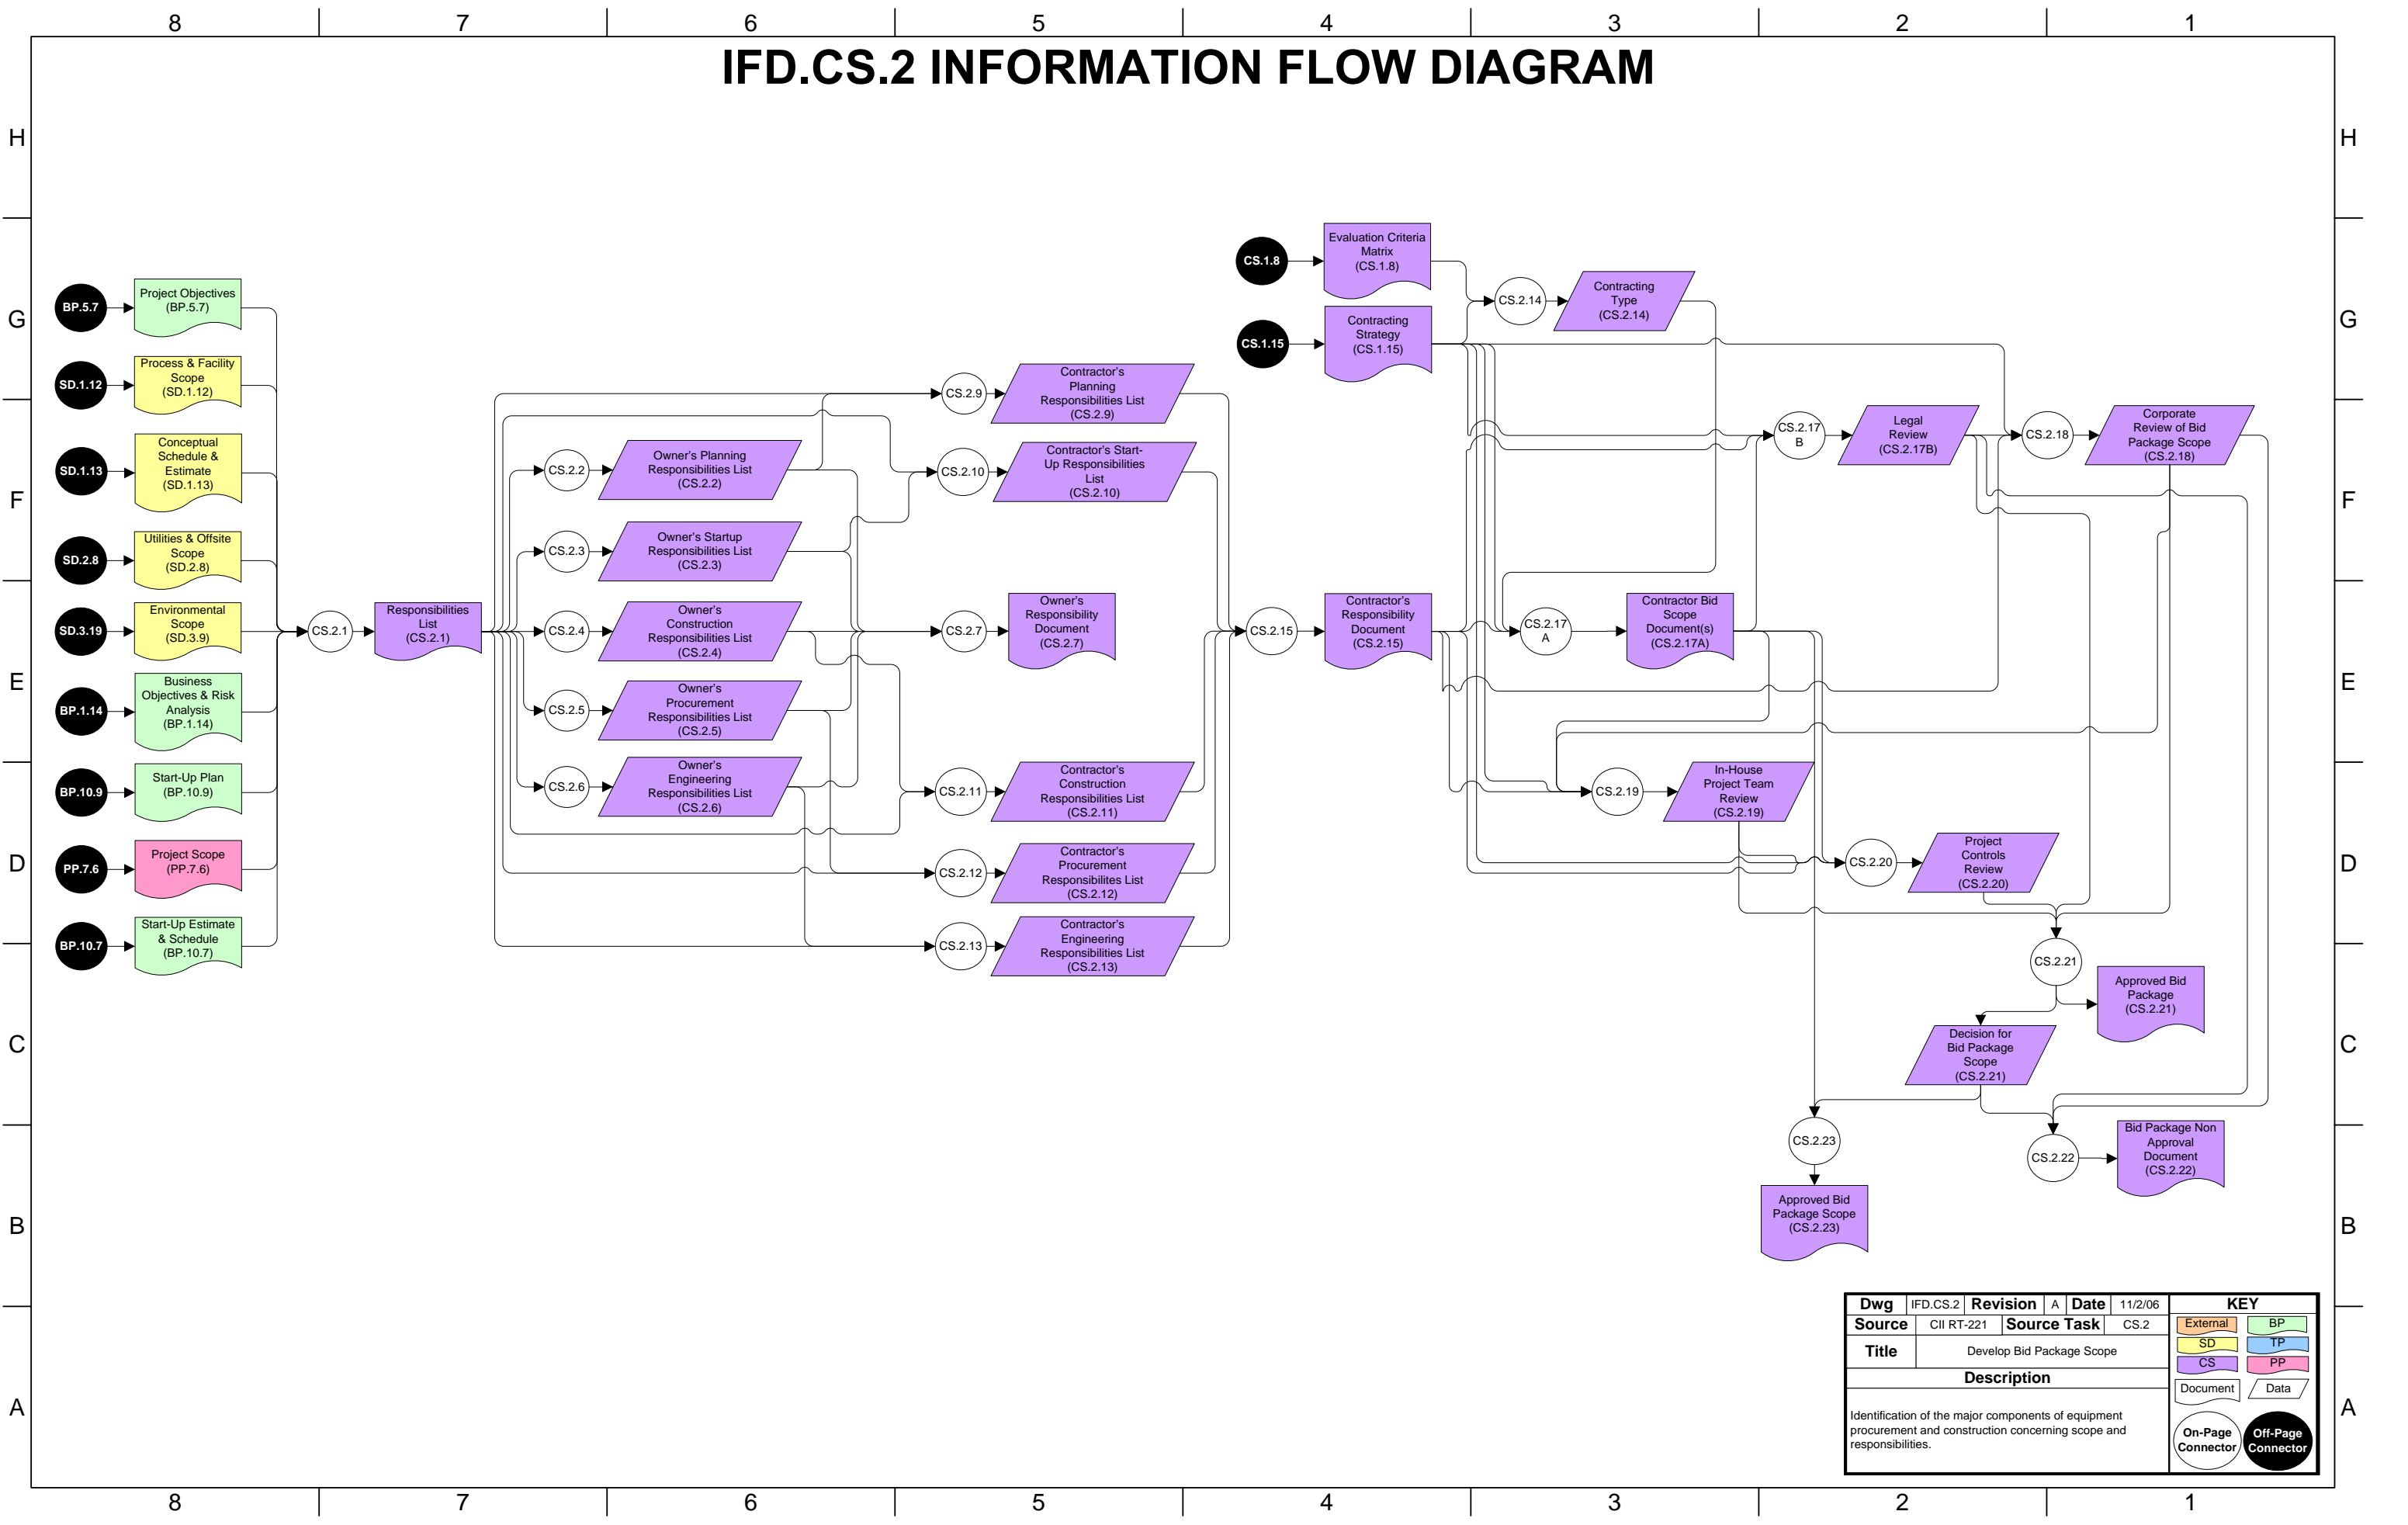 8 7 6 5 4 3 2 1
IFD.CS.2 INFORMATION FLOW DIAGRAM
H
H
G
G
F
F
E
E
D
D
C
C
B
B
A
A
BP.5.7
Project Objectives
(BP.5.7)
SD.1.12
Process & Facility
Scope
(SD.1.12)
SD.1.13
Conceptual
Schedule &
Estimate
(SD.1.13)
SD.2.8
Utilities & Offsite
Scope
(SD.2.8)
SD.3.19
Environmental
Scope
(SD.3.9)
BP.1.14
Business
Objectives & Risk
Analysis
(BP.1.14)
BP.10.9
Start-Up Plan
(BP.10.9)
PP.7.6
Project Scope
(PP.7.6)
BP.10.7
Start-Up Estimate
& Schedule
(BP.10.7)
CS.2.1
Responsibilities
List
(CS.2.1)
CS.2.2
Owner's Planning
Responsibilities List
(CS.2.2)
CS.2.3
Owner's Startup
Responsibilities List
(CS.2.3)
CS.2.4
Owner's
Construction
Responsibilities List
(CS.2.4)
CS.2.5
Owner's
Procurement
Responsibilities List
(CS.2.5)
CS.2.6
Owner's
Engineering
Responsibilities List
(CS.2.6)
CS.2.9
Contractor's
Planning
Responsibilities List
(CS.2.9)
CS.2.10
Contractor's Start-
Up Responsibilities
List
(CS.2.10)
CS.2.7
Owner's
Responsibility
Document
(CS.2.7)
CS.2.11
Contractor's
Construction
Responsibilities List
(CS.2.11)
CS.2.12
Contractor's
Procurement
Responsibilites List
(CS.2.12)
CS.2.13
Contractor's
Engineering
Responsibilities List
(CS.2.13)
CS.2.15
Contractor's
Responsibility
Document
(CS.2.15)
CS.1.8
Evaluation Criteria
Matrix
(CS.1.8)
CS.1.15
Contracting
Strategy
(CS.1.15)
CS.2.14
Contracting
Type
(CS.2.14)
CS.2.17
A
Contractor Bid
Scope
Document(s)
(CS.2.17A)
CS.2.17
B
Legal
Review
(CS.2.17B)
CS.2.18
Corporate
Review of Bid
Package Scope
(CS.2.18)
CS.2.19
In-House
Project Team
Review
(CS.2.19)
CS.2.20
Project
Controls
Review
(CS.2.20)
CS.2.21
Approved Bid
Package
(CS.2.21)
Decision for
Bid Package
Scope
(CS.2.21)
CS.2.23
Approved Bid
Package Scope
(CS.2.23)
CS.2.22
Bid Package Non
Approval
Document
(CS.2.22)
Dwg IFD.CS.2 Revision A Date 11/2/06
Source CII RT-221 Source Task CS.2
Title Develop Bid Package Scope
Description
Identification of the major components of equipment
procurement and construction concerning scope and
responsibilities.
KEY
External BP
SD TP
CS PP
Document Data
On-Page
Connector
Off-Page
Connector
8 7 6 5 4 3 2 1